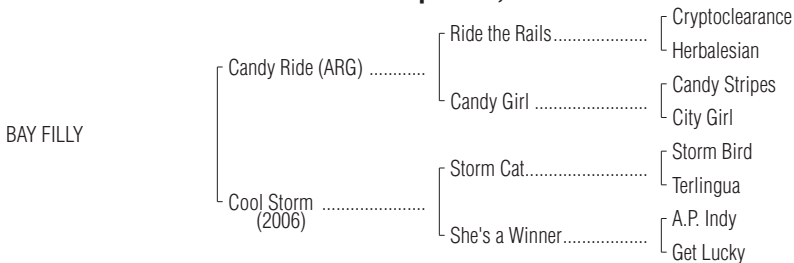 Cryptoclearance
Ride the Rails
Herbalesian
Candy Ride (ARG)
Candy Stripes
Candy Girl
City Girl
BAY FILLY
Storm Bird
Storm Cat
Terlingua
Cool Storm
(2006)
A.P. Indy
She's a Winner
Get Lucky